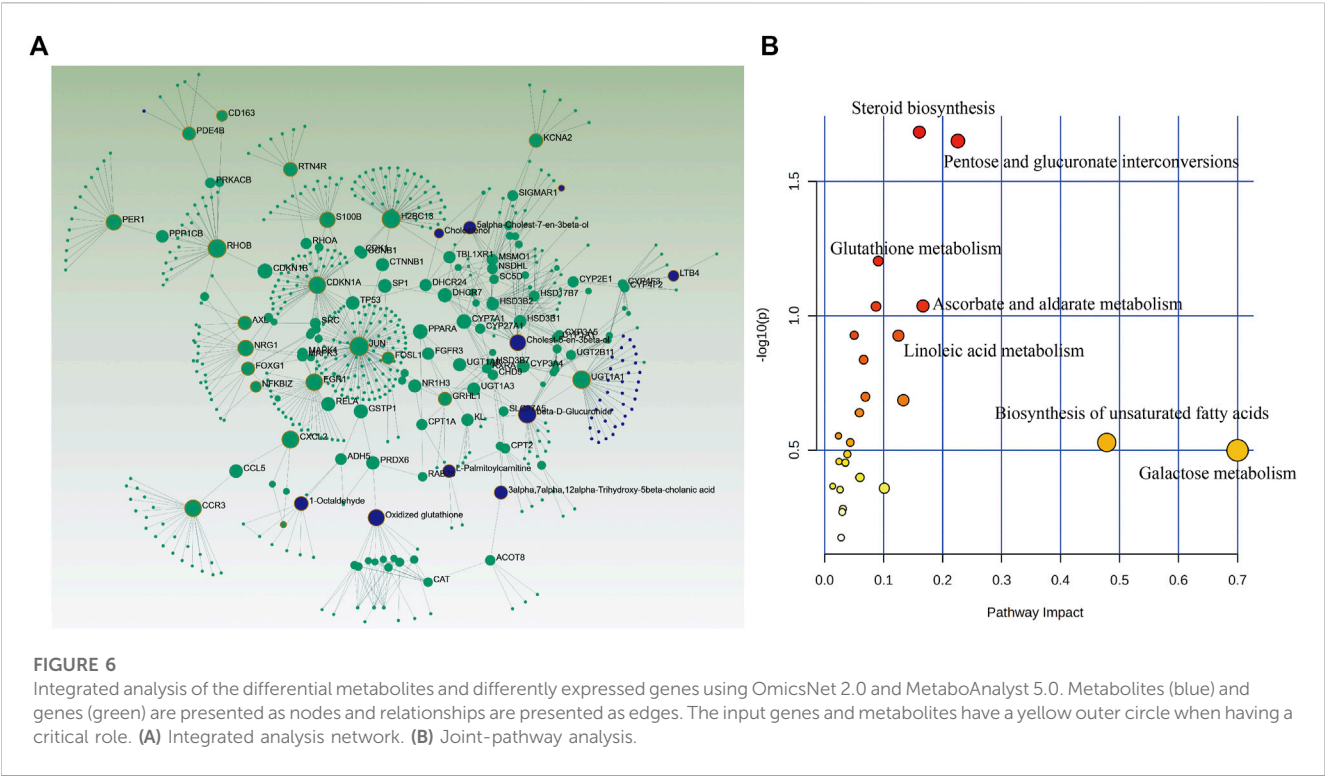 A
B
CD163
PDE4B
KCNA2
RTN4R
PRKACB
SIGMAR1
PER1
S100B
H2BC13
5alpha-Cholest-7-en-3beta-ol
PPP1CB
RHOB
RHOA
CCNB1
TBL1XR1
MSMO1
NSDHL
SC5D
LTB4
CDKN1B
CTNNB1
CDKN1A
SP1
DHCR24
DHCR7
HSD17B7
CYP2E1
CYP4F2
TP53
HSD3B2
AXL
SRC
PPARA
CYP7A1
CYP27A1
HSD3B1
CYP3A5
NRG1
JUN
FOSL1
FGFR3
Cholest-5-en-3beta-ol
UGT2B11
FOXG1
HSD3B7
CYP3A4
CHD9
UGT1A1
NFKBIZ
EGR1
NR1H3
UGT1A3
RELA
GSTP1
GRHL1
CPT1A
KL
beta-D-Glucuronide
CXCL2
ADH5
PRDX6
CPT2
CCL5
L-Palmitoylcarnitine
3alpha,7alpha,12alpha-Trihydroxy-5beta-cholanic acid
CCR3
1-Octaldehyde
Oxidized glutathione
ACOT8
CAT
Steroid biosynthesis
Pentose and glucuronate interconversions
Glutathione metabolism
Ascorbate and aldarate metabolism
Linoleic acid metabolism
Biosynthesis of unsaturated fatty acids
Galactose metabolism
-log10(p)
1.5
1.0
0.5
0.0 0.1 0.2 0.3 0.4 0.5 0.6 0.7
Pathway Impact
FIGURE 6
Integrated analysis of the differential metabolites and differently expressed genes using OmicsNet 2.0 and MetaboAnalyst 5.0. Metabolites (blue) and
genes (green) are presented as nodes and relationships are presented as edges. The input genes and metabolites have a yellow outer circle when having a
critical role. (A) Integrated analysis network. (B) Joint-pathway analysis.